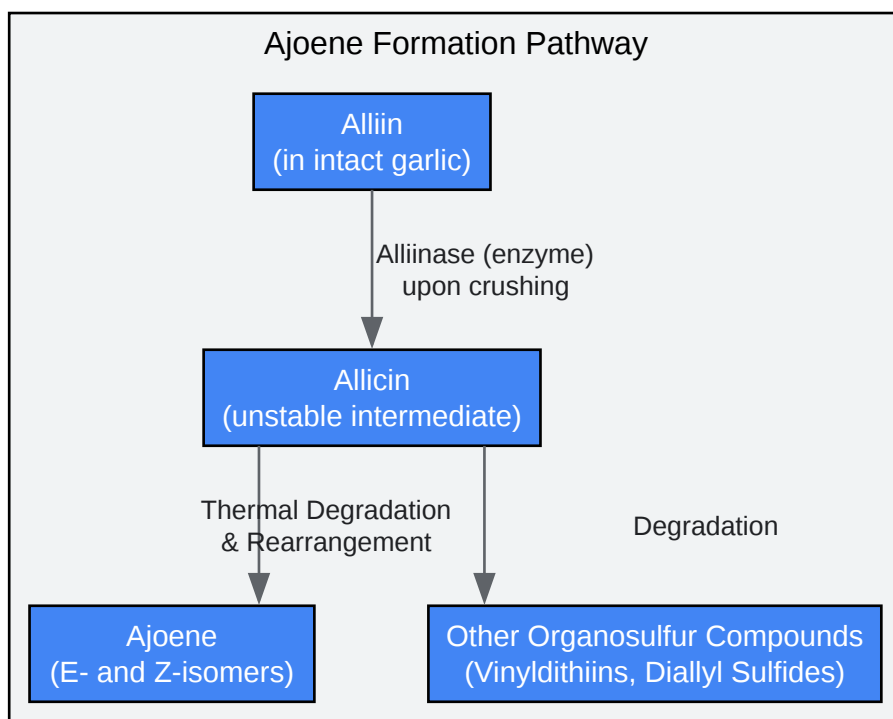 Ajoene Formation Pathway
Alliin
(in intact garlic)
Alliinase (enzyme)
upon crushing
Allicin
(unstable intermediate)
Thermal Degradation
& Rearrangement
Degradation
Ajoene
(E- and Z-isomers)
Other Organosulfur Compounds
(Vinyldithiins, Diallyl Sulfides)